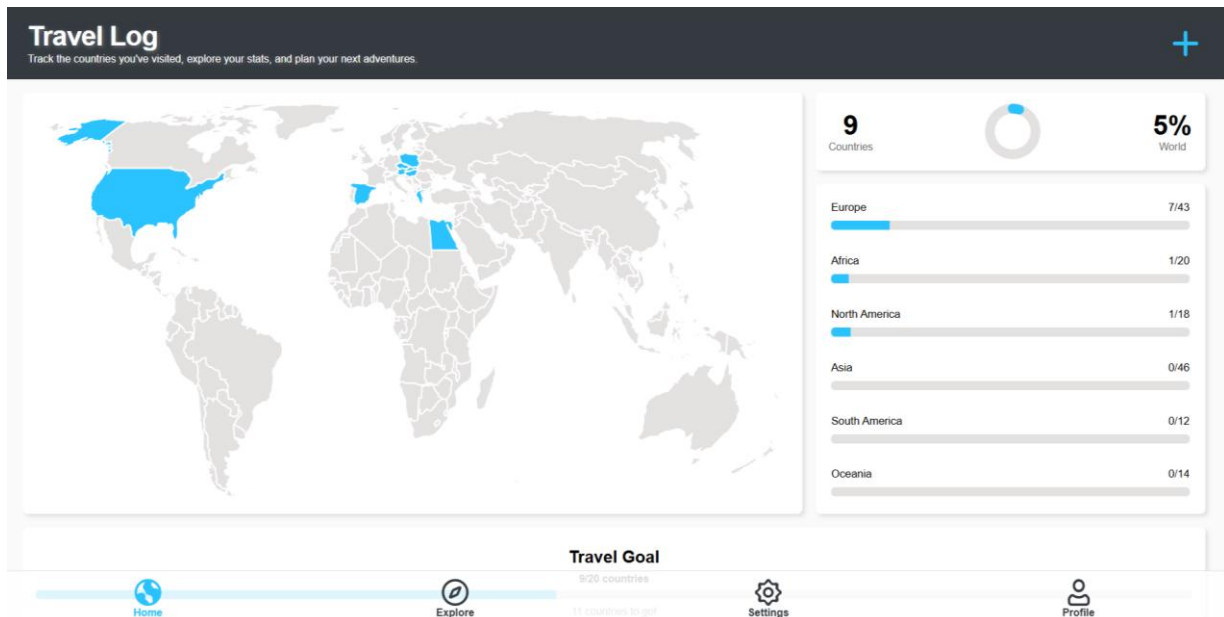 Travel Log
Track the countries you've visited, explore your stats, and plan your next adventures.
9
Countries
5%
World
Europe 7/43
Africa 1/20
North America 1/18
Asia 0/46
South America 0/12
Oceania 0/14
Travel Goal
9/20 countries
11 countries to go!
Home
Explore
Settings
Profile